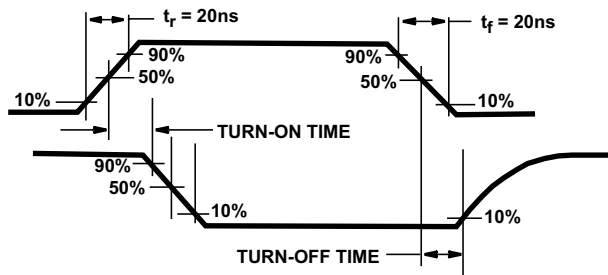 tr = 20ns
tf = 20ns
90%
90%
50%
50%
10%
10%
TURN-ON TIME
90%
50%
10%
10%
TURN-OFF TIME